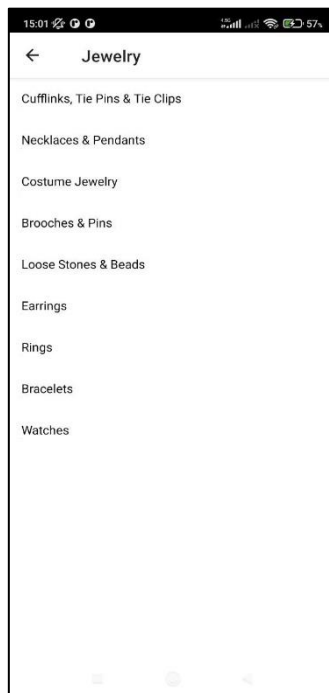 15:01 57%
Jewelry
Cufflinks, Tie Pins & Tie Clips
Necklaces & Pendants
Costume Jewelry
Brooches & Pins
Loose Stones & Beads
Earrings
Rings
Bracelets
Watches